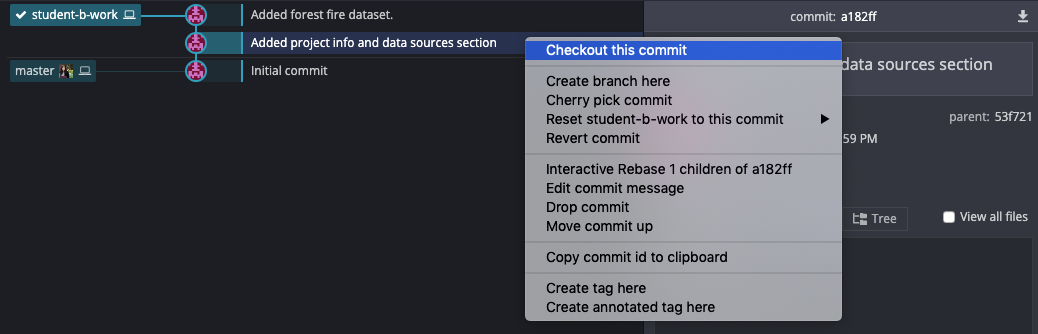 student-b-work
Added forest fire dataset.
commit: a182ff
Added project info and data sources section
master
Initial commit
Checkout this commit
Create branch here
Cherry pick commit
Reset student-b-work to this commit
Revert commit
Interactive Rebase 1 children of a182ff
Edit commit message
Drop commit
Move commit up
Copy commit id to clipboard
Create tag here
Create annotated tag here
data sources section
parent: 53f721
59 PM
Tree
View all files